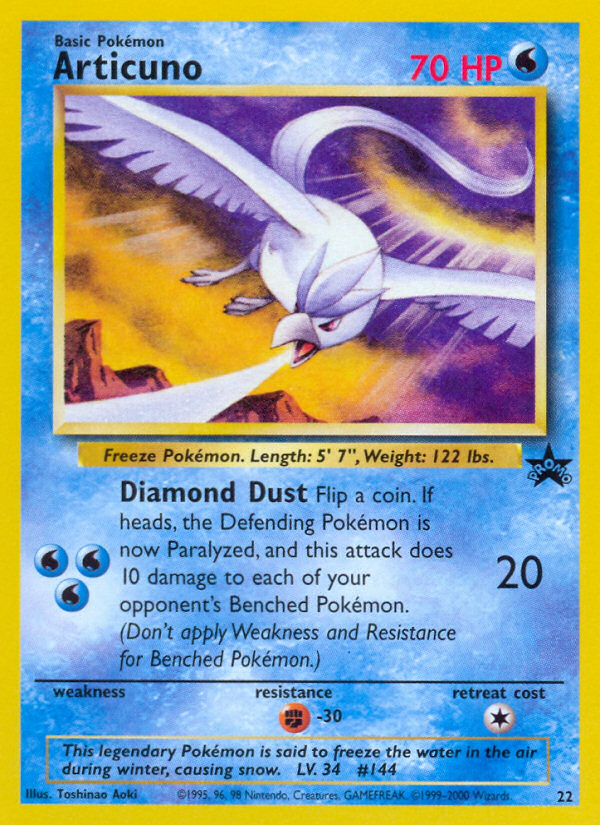 Basic Pokémon
Articuno 70 HP
Freeze Pokémon. Length: 5' 7", Weight: 122 lbs.
PROMO
Diamond Dust Flip a coin. If
heads, the Defending Pokémon is
now Paralyzed, and this attack does
10 damage to each of your
opponent's Benched Pokémon.
(Don't apply Weakness and Resistance
for Benched Pokémon.)
20
weakness resistance retreat cost
-30
This legendary Pokémon is said to freeze the water in the air
during winter, causing snow. LV. 34 #144
Illus. Toshinao Aoki ©1995, 96, 98 Nintendo, Creatures, GAMEFREAK. ©1999-2000 Wizards. 22